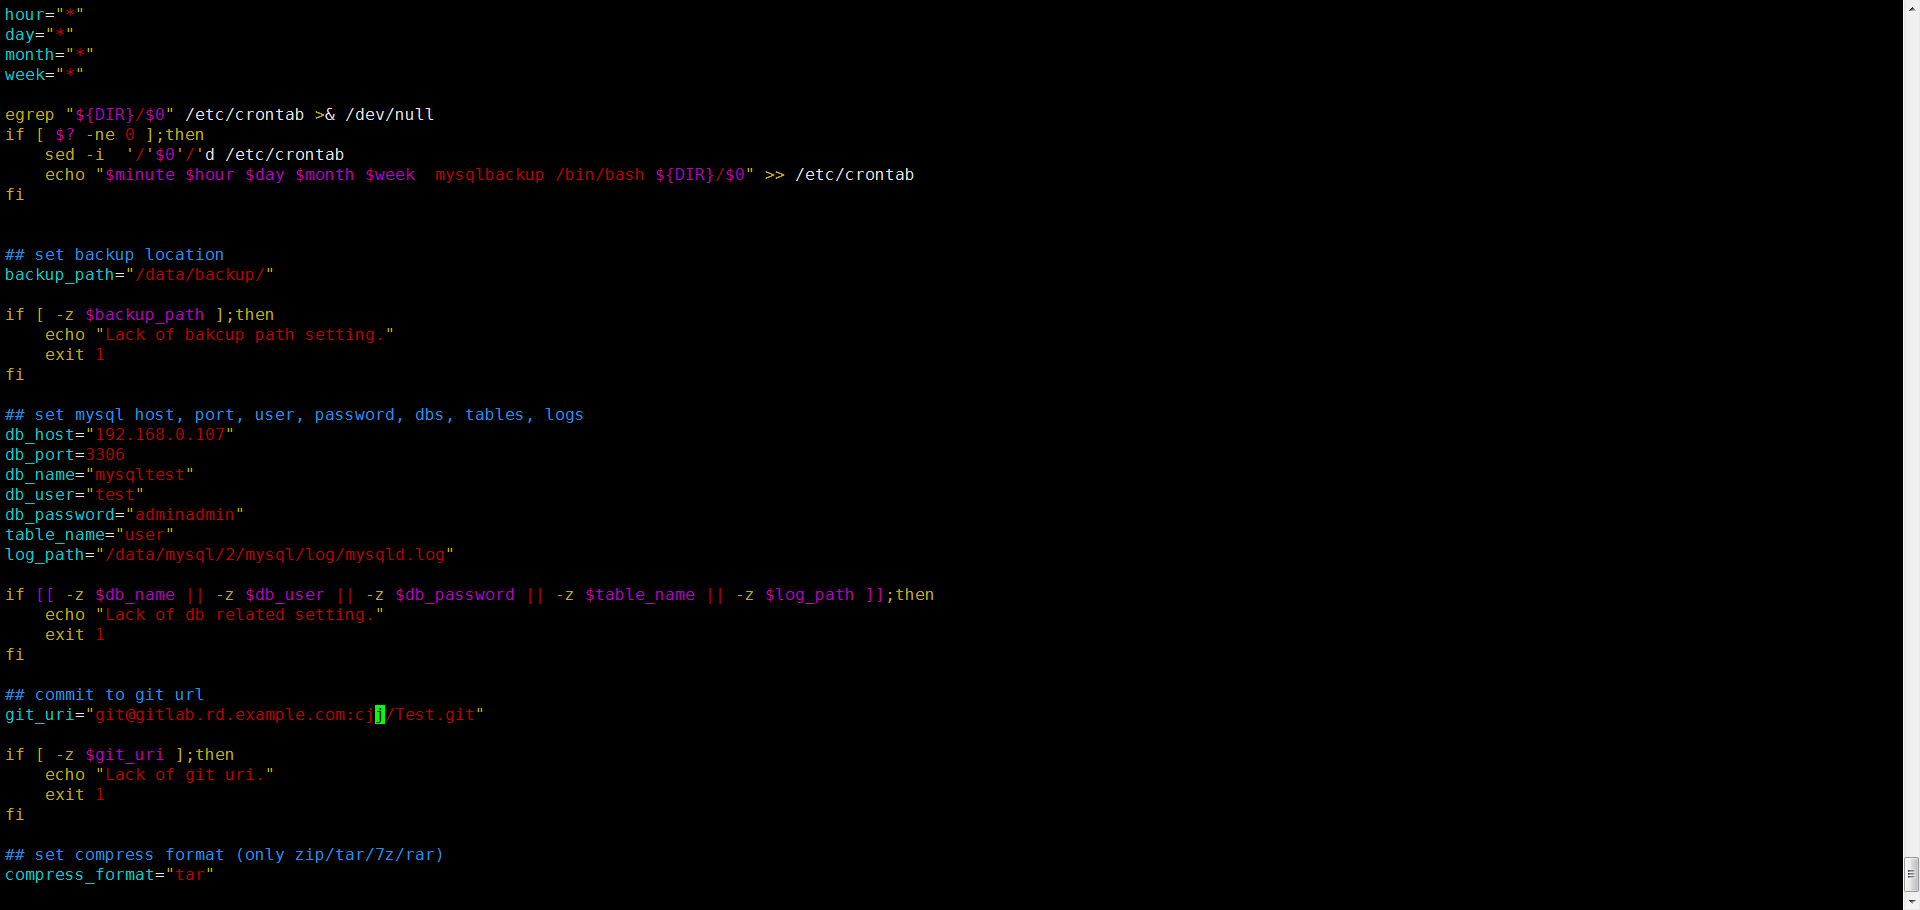 hour="*"
day="*"
month="*"
week="*"
egrep "${DIR}/$0" /etc/crontab >& /dev/null
if [ $? -ne 0 ];then
    sed -i  '/'$0'/'d /etc/crontab
    echo "$minute $hour $day $month $week  mysqlbackup /bin/bash ${DIR}/$0" >> /etc/crontab
fi
## set backup location
backup_path="/data/backup/"
if [ -z $backup_path ];then
    echo "Lack of bakcup path setting."
    exit 1
fi
## set mysql host, port, user, password, dbs, tables, logs
db_host="192.168.0.107"
db_port=3306
db_name="mysqltest"
db_user="test"
db_password="adminadmin"
table_name="user"
log_path="/data/mysql/2/mysql/log/mysqld.log"
if [[ -z $db_name || -z $db_user || -z $db_password || -z $table_name || -z $log_path ]];then
    echo "Lack of db related setting."
    exit 1
fi
## commit to git url
git_uri="git@gitlab.rd.example.com:cjj/Test.git"
if [ -z $git_uri ];then
    echo "Lack of git uri."
    exit 1
fi
## set compress format (only zip/tar/7z/rar)
compress_format="tar"